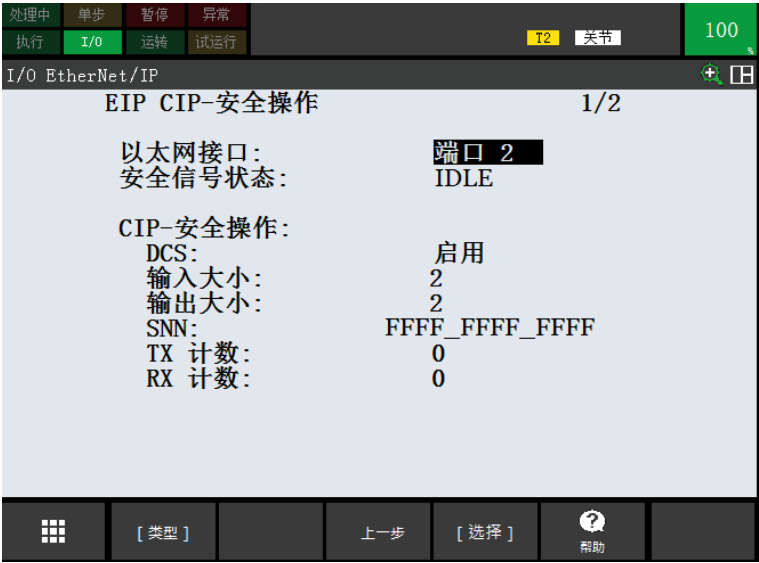 处理中 单步 暂停 异常
执行 I/O 运转 试运行 T2 关节 100 %
I/O EtherNet/IP
EIP CIP-安全操作 1/2
以太网接口: 端口 2
安全信号状态: IDLE
CIP-安全操作:
DCS: 启用
输入大小: 2
输出大小: 2
SNN: FFFF_FFFF_FFFF
TX 计数: 0
RX 计数: 0
[ 类型 ] 上一步 [ 选择 ] ? 帮助